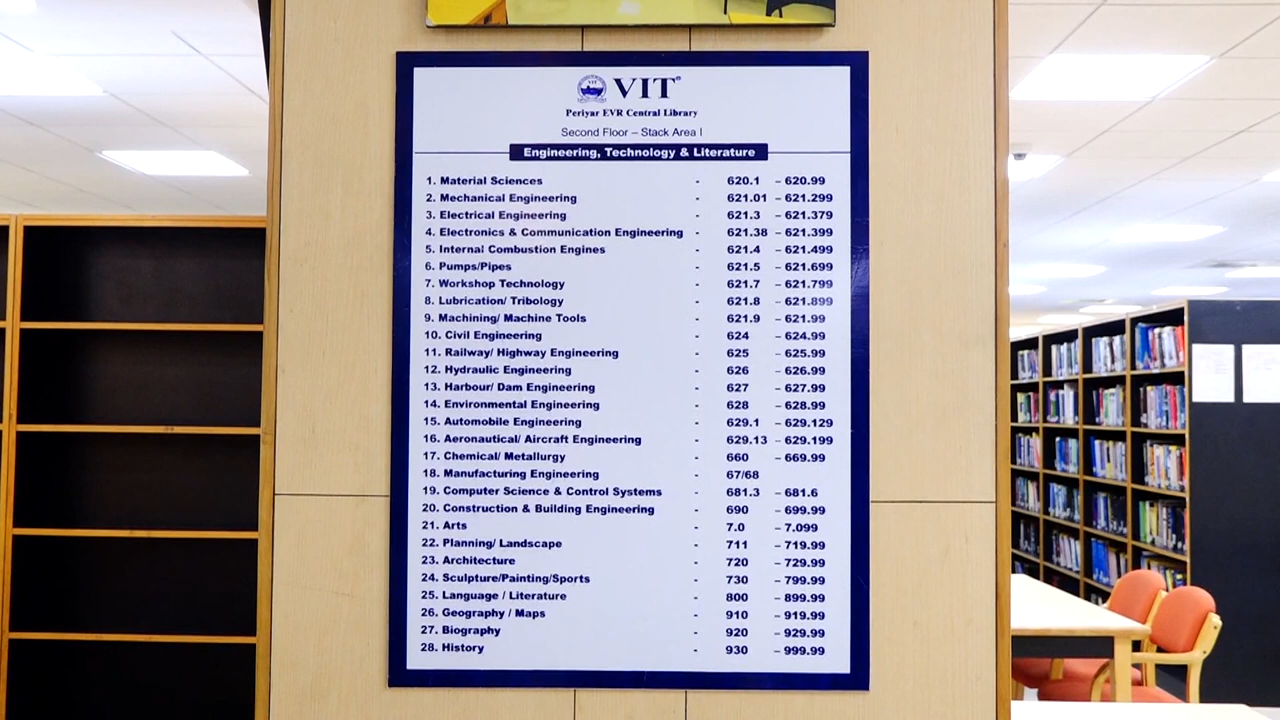 VIT®
Periyar EVR Central Library
Second Floor – Stack Area I
Engineering, Technology & Literature
1. Material Sciences - 620.1 – 620.99
2. Mechanical Engineering - 621.01 – 621.299
3. Electrical Engineering - 621.3 – 621.379
4. Electronics & Communication Engineering - 621.38 – 621.399
5. Internal Combustion Engines - 621.4 – 621.499
6. Pumps/Pipes - 621.5 – 621.699
7. Workshop Technology - 621.7 – 621.799
8. Lubrication/ Tribology - 621.8 – 621.899
9. Machining/ Machine Tools - 621.9 – 621.99
10. Civil Engineering - 624 – 624.99
11. Railway/ Highway Engineering - 625 – 625.99
12. Hydraulic Engineering - 626 – 626.99
13. Harbour/ Dam Engineering - 627 – 627.99
14. Environmental Engineering - 628 – 628.99
15. Automobile Engineering - 629.1 – 629.129
16. Aeronautical/ Aircraft Engineering - 629.13 – 629.199
17. Chemical/ Metallurgy - 660 – 669.99
18. Manufacturing Engineering - 67/68
19. Computer Science & Control Systems - 681.3 – 681.6
20. Construction & Building Engineering - 690 – 699.99
21. Arts - 7.0 – 7.099
22. Planning/ Landscape - 711 – 719.99
23. Architecture - 720 – 729.99
24. Sculpture/Painting/Sports - 730 – 799.99
25. Language / Literature - 800 – 899.99
26. Geography / Maps - 910 – 919.99
27. Biography - 920 – 929.99
28. History - 930 – 999.99